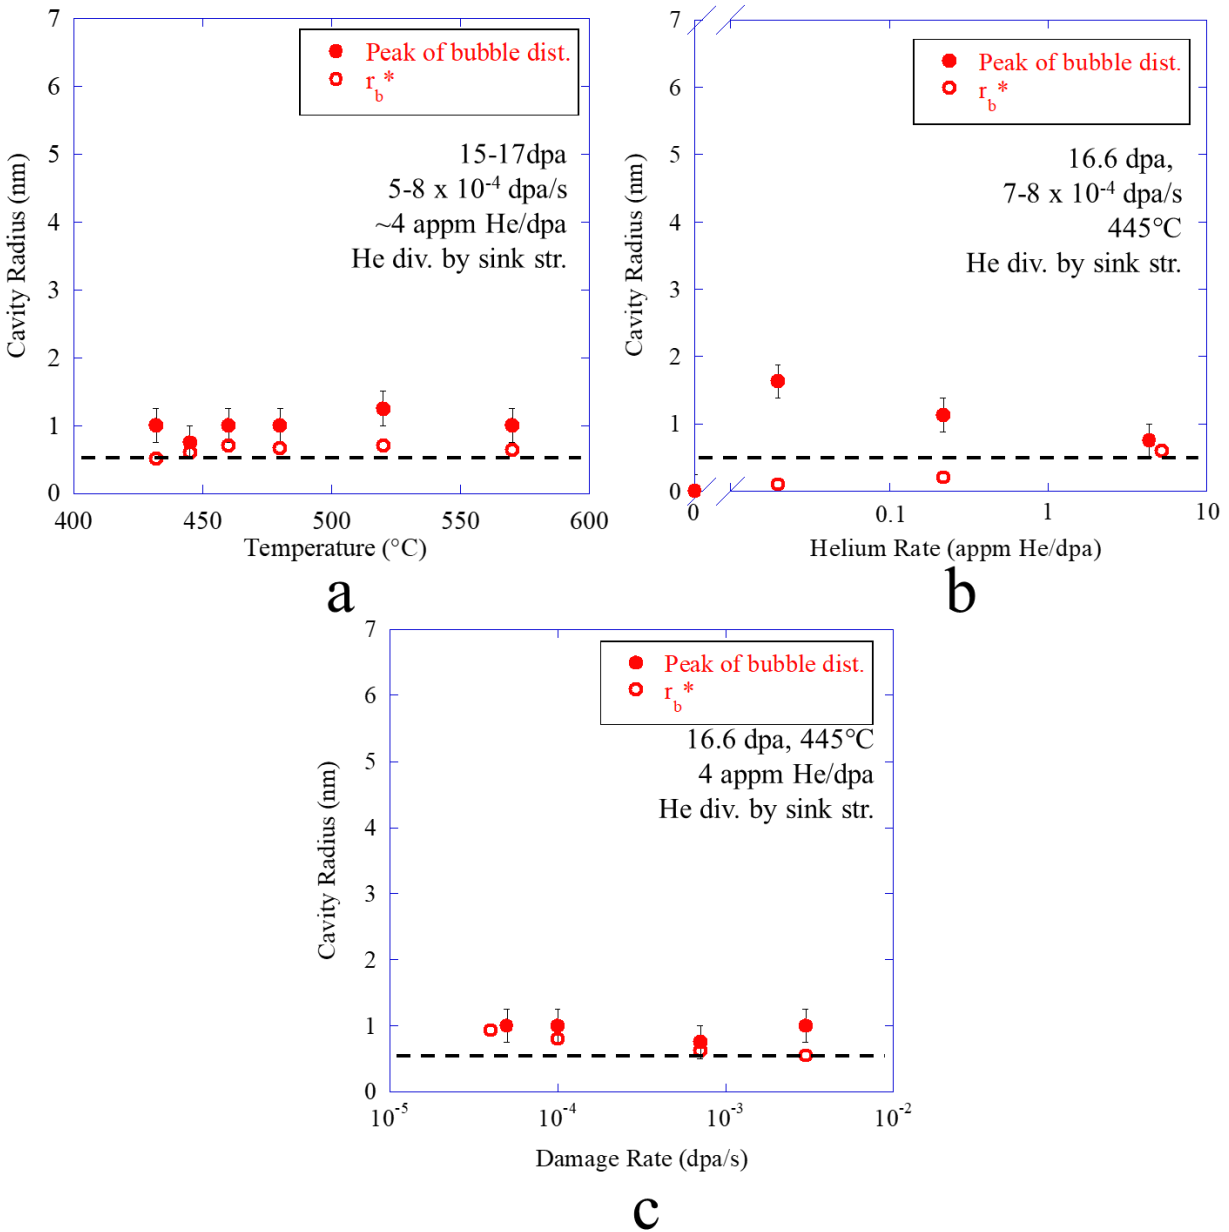 7
6
5
4
3
2
1
0
Cavity Radius (nm)
Peak of bubble dist.
r_b*
15-17dpa
5-8 x 10⁻⁴ dpa/s
~4 appm He/dpa
He div. by sink str.
400
450
500
550
600
Temperature (°C)
a
7
6
5
4
3
2
1
0
Cavity Radius (nm)
Peak of bubble dist.
r_b*
16.6 dpa,
7-8 x 10⁻⁴ dpa/s
445°C
He div. by sink str.
0
0.1
1
10
Helium Rate (appm He/dpa)
b
7
6
5
4
3
2
1
0
Cavity Radius (nm)
Peak of bubble dist.
r_b*
16.6 dpa, 445°C
4 appm He/dpa
He div. by sink str.
10⁻⁵
10⁻⁴
10⁻³
10⁻²
Damage Rate (dpa/s)
c